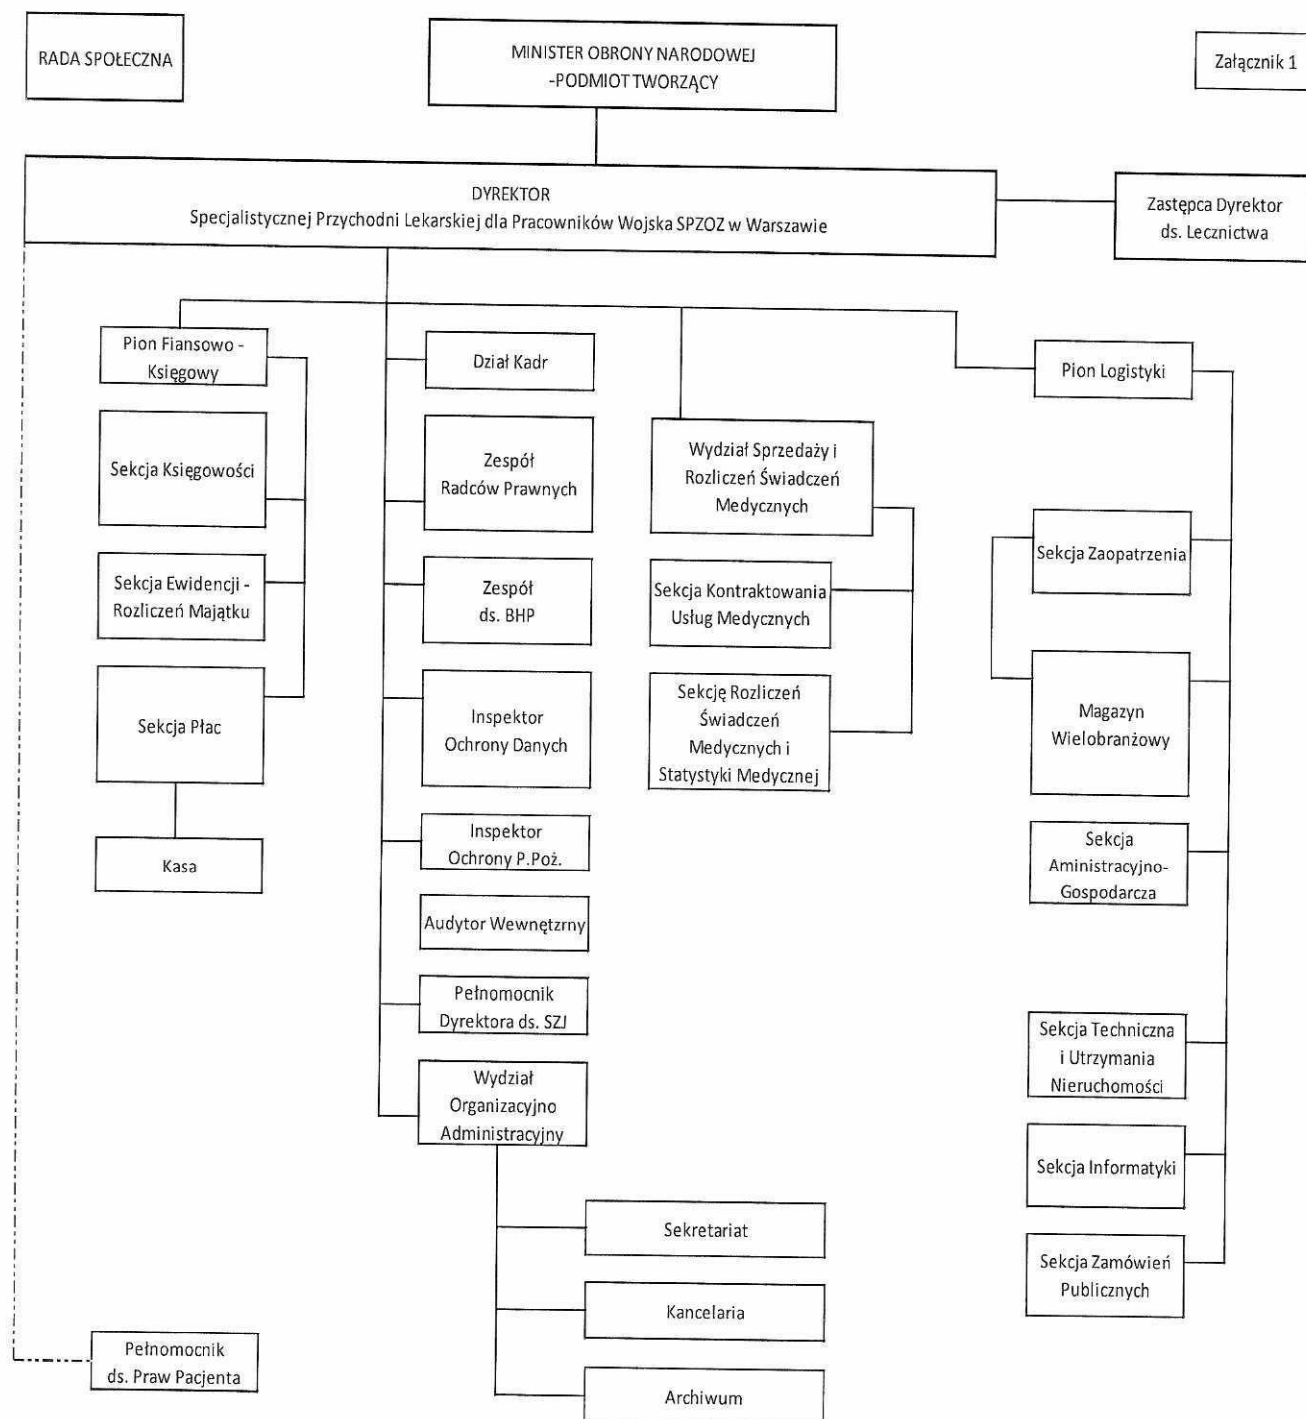 RADA SPOŁECZNA
MINISTER OBRONY NARODOWEJ
-PODMIOT TWORZĄCY
Załącznik 1
DYREKTOR
Specjalistycznej Przychodni Lekarskiej dla Pracowników Wojska SPZOZ w Warszawie
Zastępca Dyrektor
ds. Lecznictwa
Pion Fiansowo -
Księgowy
Sekcja Księgowości
Sekcja Ewidencji -
Rozliczeń Majątku
Sekcja Płac
Kasa
Dział Kadr
Zespół
Radców Prawnych
Zespół
ds. BHP
Inspektor
Ochrony Danych
Inspektor
Ochrony P.Poż.
Audytor Wewnętzrny
Pełnomocnik
Dyrektora ds. SZJ
Wydział
Organizacyjno
Administracyjny
Sekretariat
Kancelaria
Archiwum
Wydział Sprzedaży i
Rozliczeń Świadczeń
Medycznych
Sekcja Kontraktowania
Usług Medycznych
Sekcję Rozliczeń
Świadczeń
Medycznych i
Statystyki Medycznej
Pion Logistyki
Sekcja Zaopatrzenia
Magazyn
Wielobranżowy
Sekcja
Aministracyjno-
Gospodarcza
Sekcja Techniczna
i Utrzymania
Nieruchomości
Sekcja Informatyki
Sekcja Zamówień
Publicznych
Pełnomocnik
ds. Praw Pacjenta